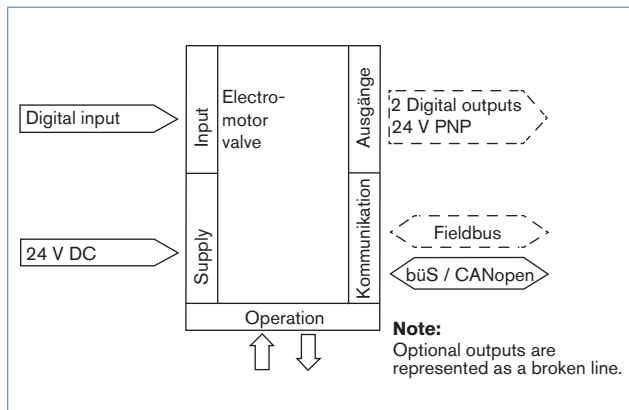 Digital input
Input
Electro-
motor
valve
Ausgänge
2 Digital outputs
24 V PNP
24 V DC
Supply
Kommunikation
Fieldbus
büS / CANopen
Operation
Note:
Optional outputs are
represented as a broken line.